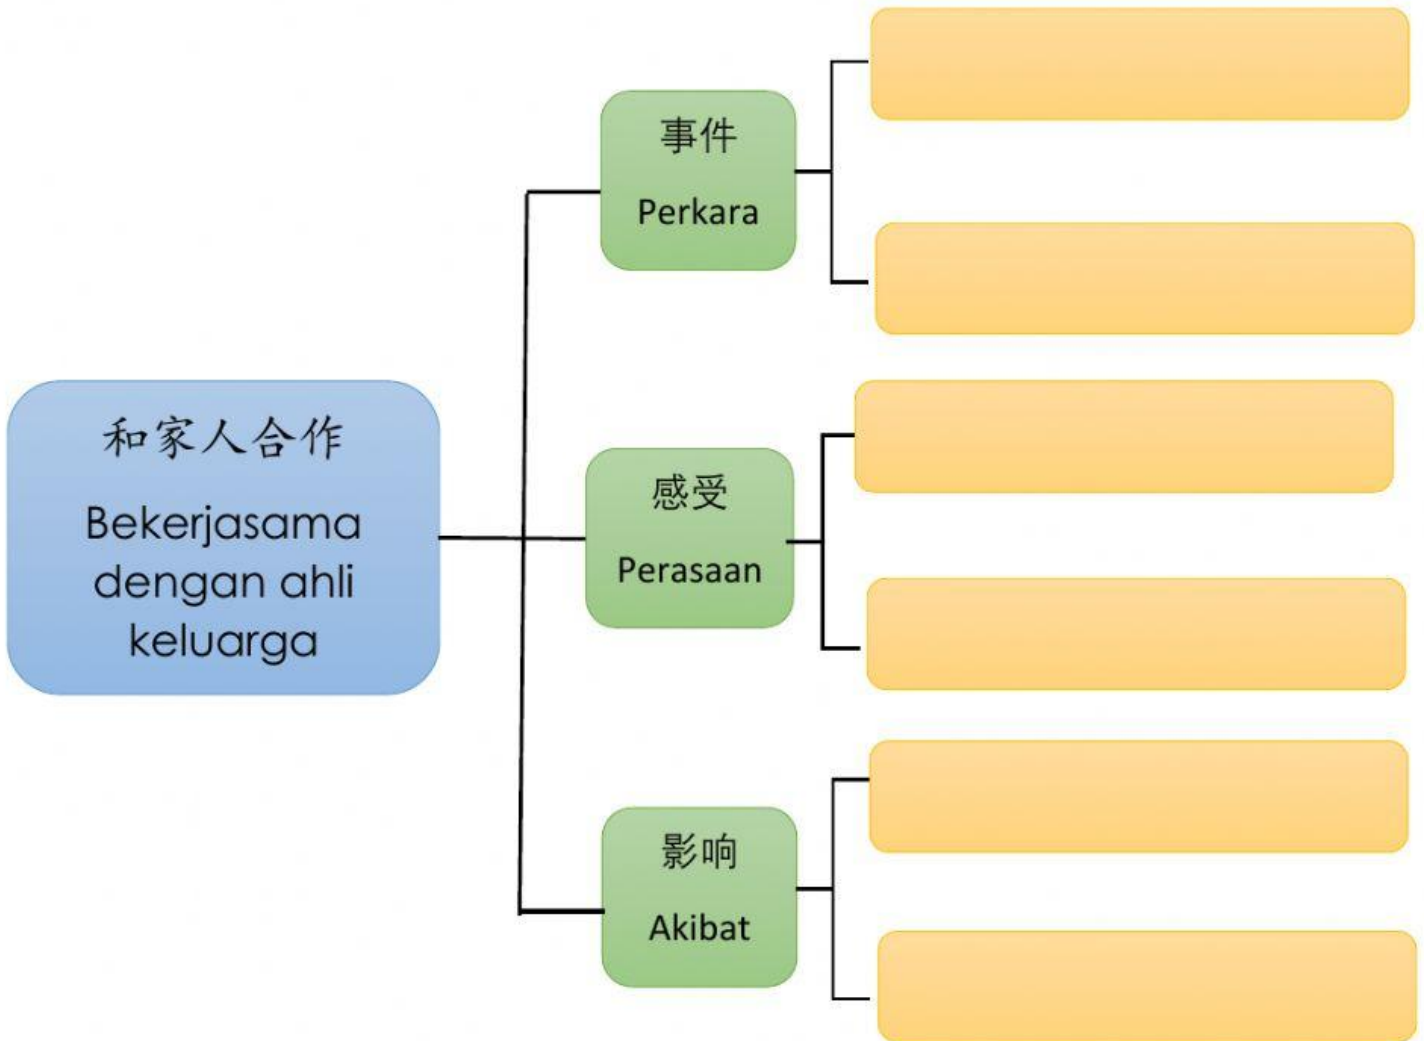 事件
Perkara
和家人合作
Bekerjasama
dengan ahli
keluarga
感受
Perasaan
影响
Akibat